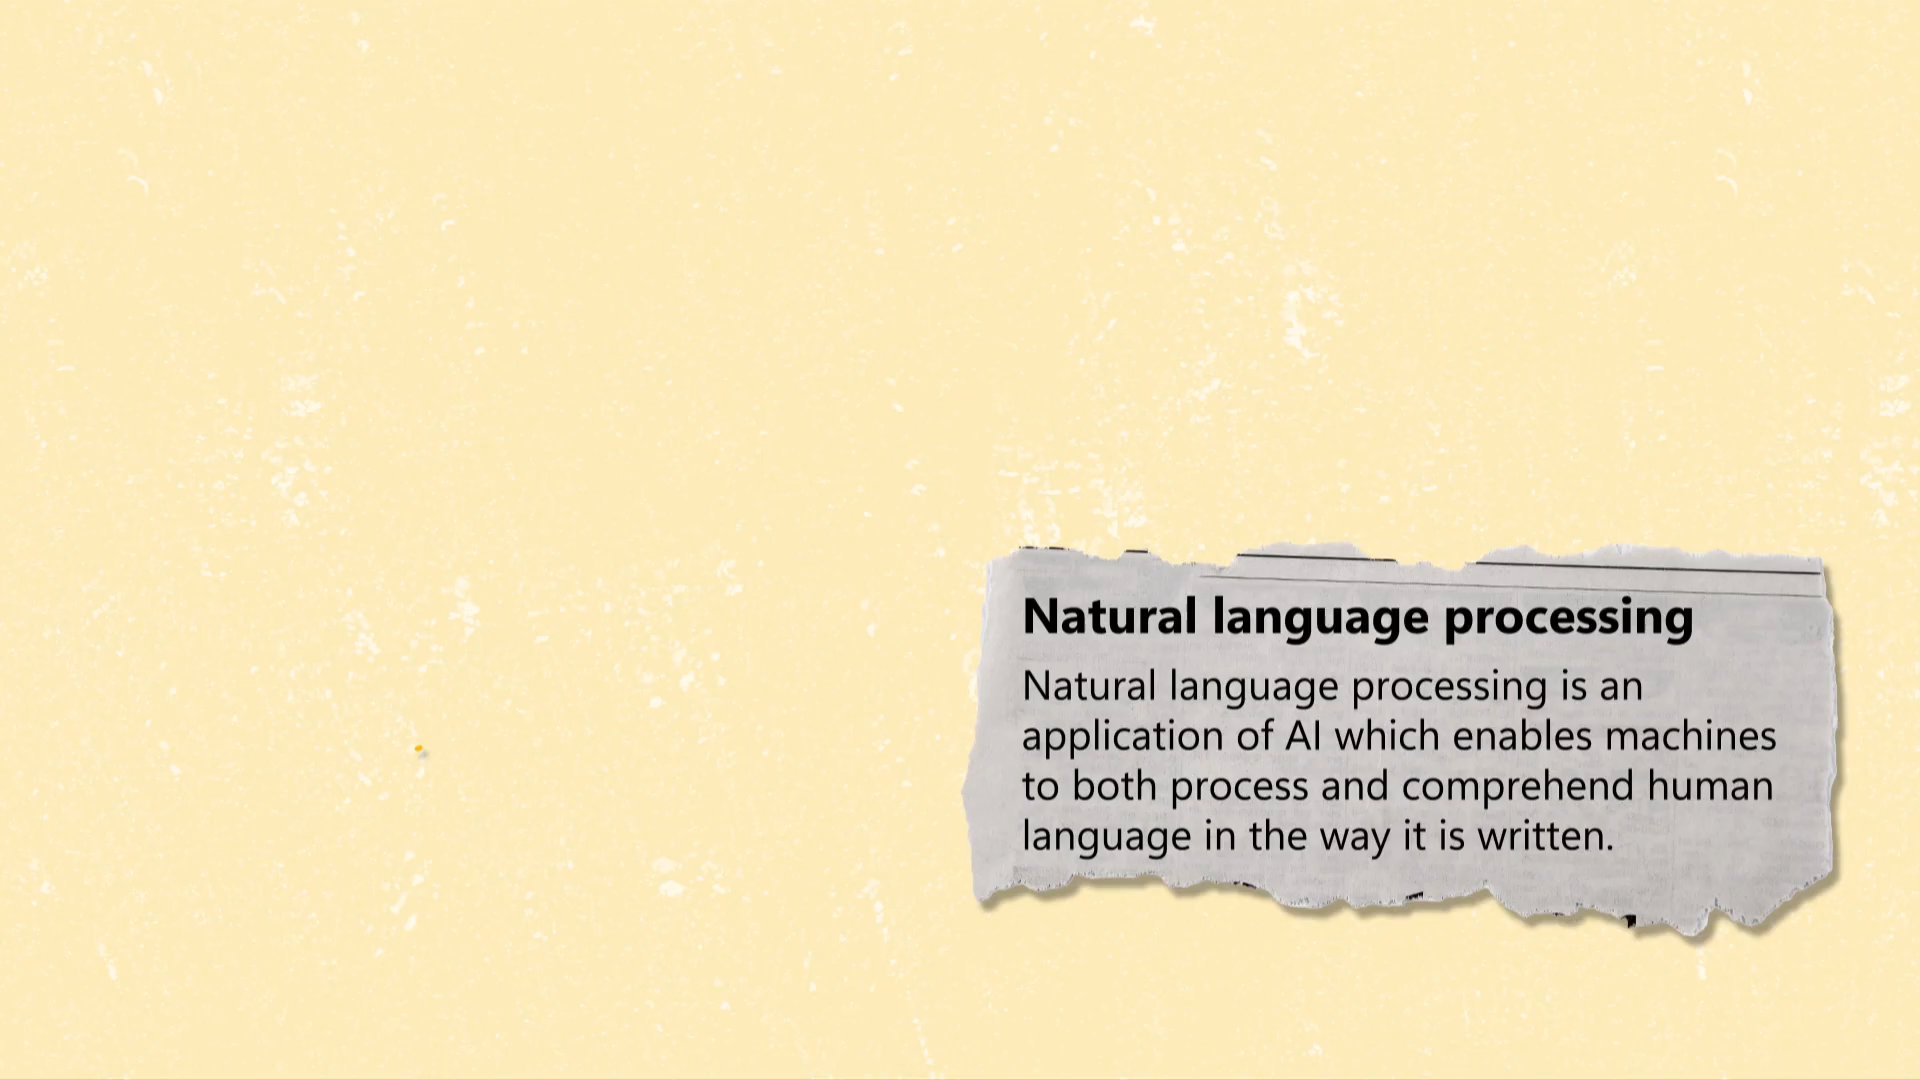 Natural language processing
Natural language processing is an
application of AI which enables machines
to both process and comprehend human
language in the way it is written.